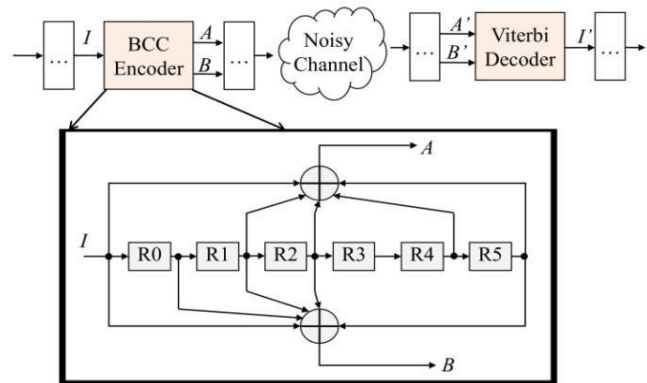 ... I BCC Encoder A B ... Noisy Channel ... A' B' Viterbi Decoder I' ...
A
I R0 R1 R2 R3 R4 R5
B